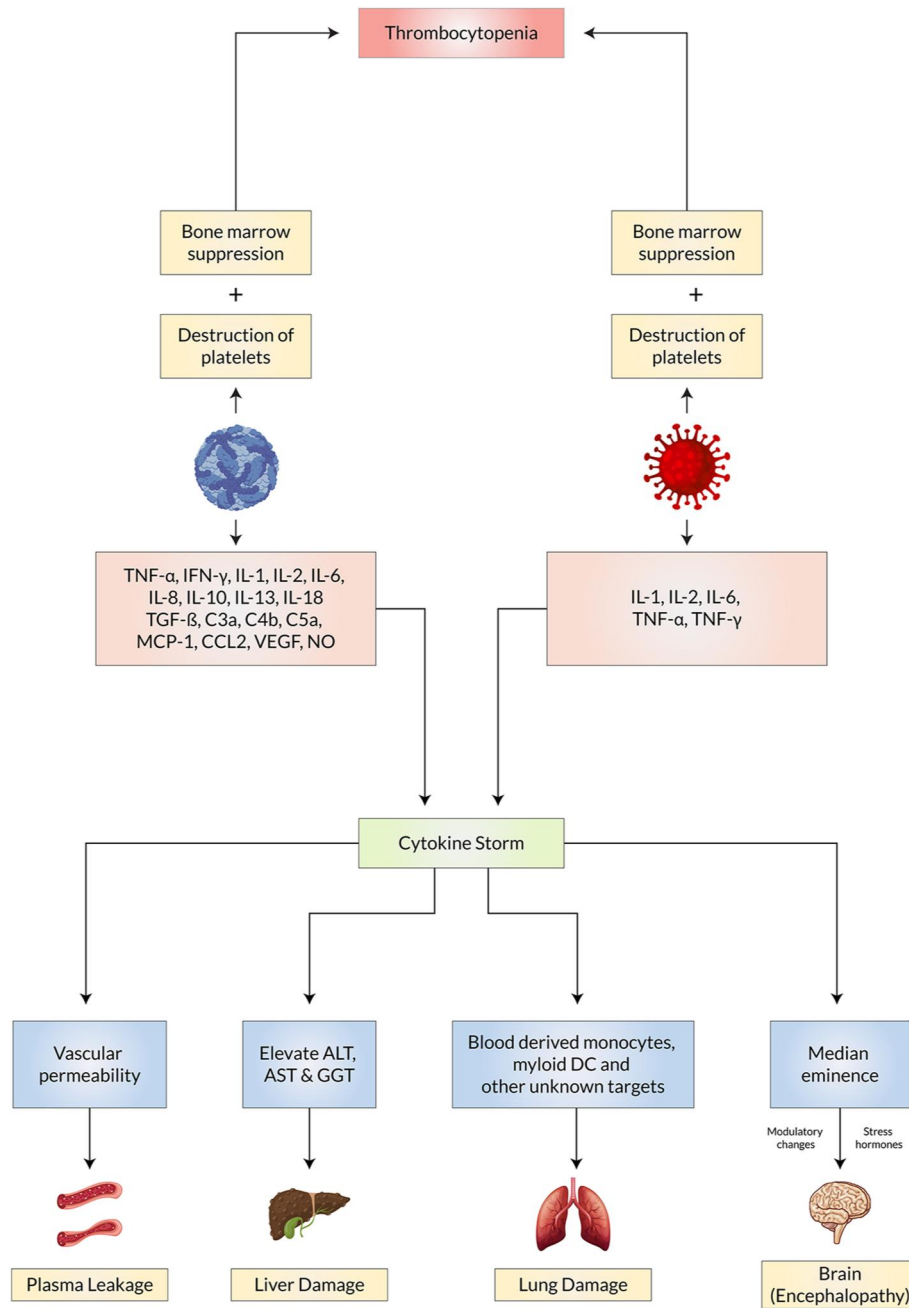 Thrombocytopenia
Bone marrow
suppression
+
Destruction of
platelets
Bone marrow
suppression
+
Destruction of
platelets
TNF-α, IFN-γ, IL-1, IL-2, IL-6,
IL-8, IL-10, IL-13, IL-18
TGF-ß, C3a, C4b, C5a,
MCP-1, CCL2, VEGF, NO
IL-1, IL-2, IL-6,
TNF-α, TNF-γ
Cytokine Storm
Vascular
permeability
Elevate ALT,
AST & GGT
Blood derived monocytes,
myloid DC and
other unknown targets
Median
eminence
Modulatory
changes
Stress
hormones
Plasma Leakage
Liver Damage
Lung Damage
Brain
(Encephalopathy)